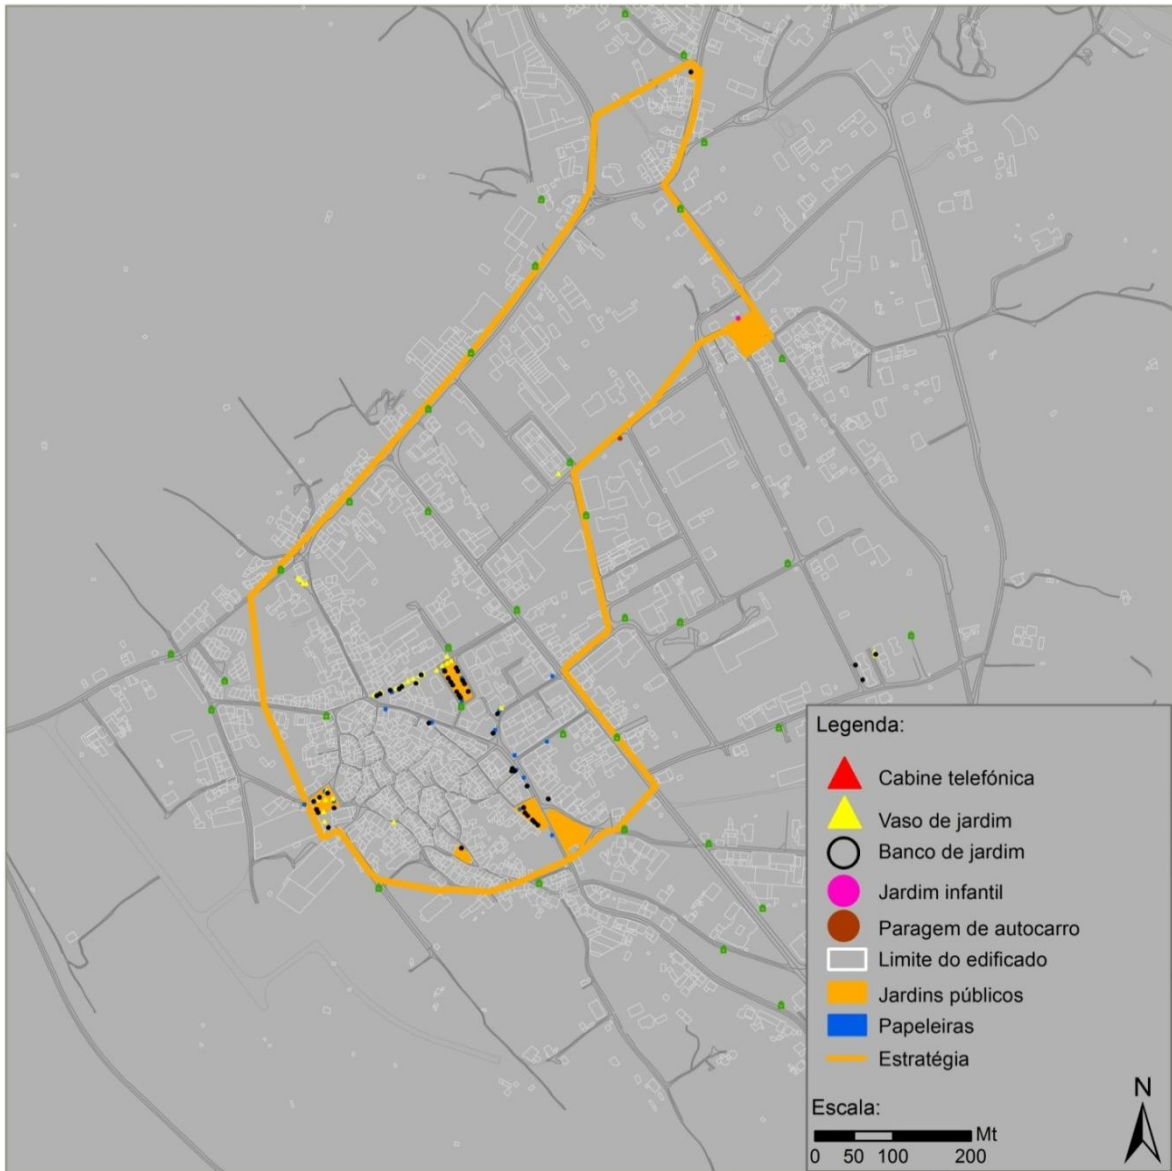 Legenda:
Cabine telefónica
Vaso de jardim
Banco de jardim
Jardim infantil
Paragem de autocarro
Limite do edificado
Jardins públicos
Papeleiras
Estratégia
N
Escala:
Mt
0 50 100 200